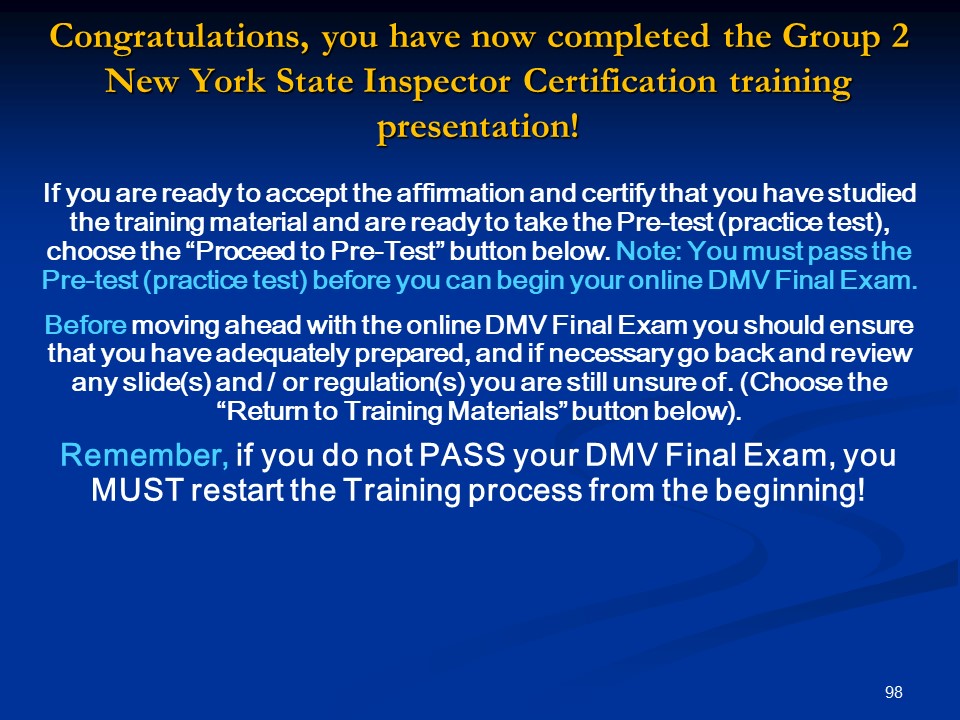 Congratulations, you have now completed the Group 2
New York State Inspector Certification training
presentation!
If you are ready to accept the affirmation and certify that you have studied
the training material and are ready to take the Pre-test (practice test),
choose the “Proceed to Pre-Test” button below. Note: You must pass the
Pre-test (practice test) before you can begin your online DMV Final Exam.
Before moving ahead with the online DMV Final Exam you should ensure
that you have adequately prepared, and if necessary go back and review
any slide(s) and / or regulation(s) you are still unsure of. (Choose the
“Return to Training Materials” button below).
Remember, if you do not PASS your DMV Final Exam, you
MUST restart the Training process from the beginning!
98